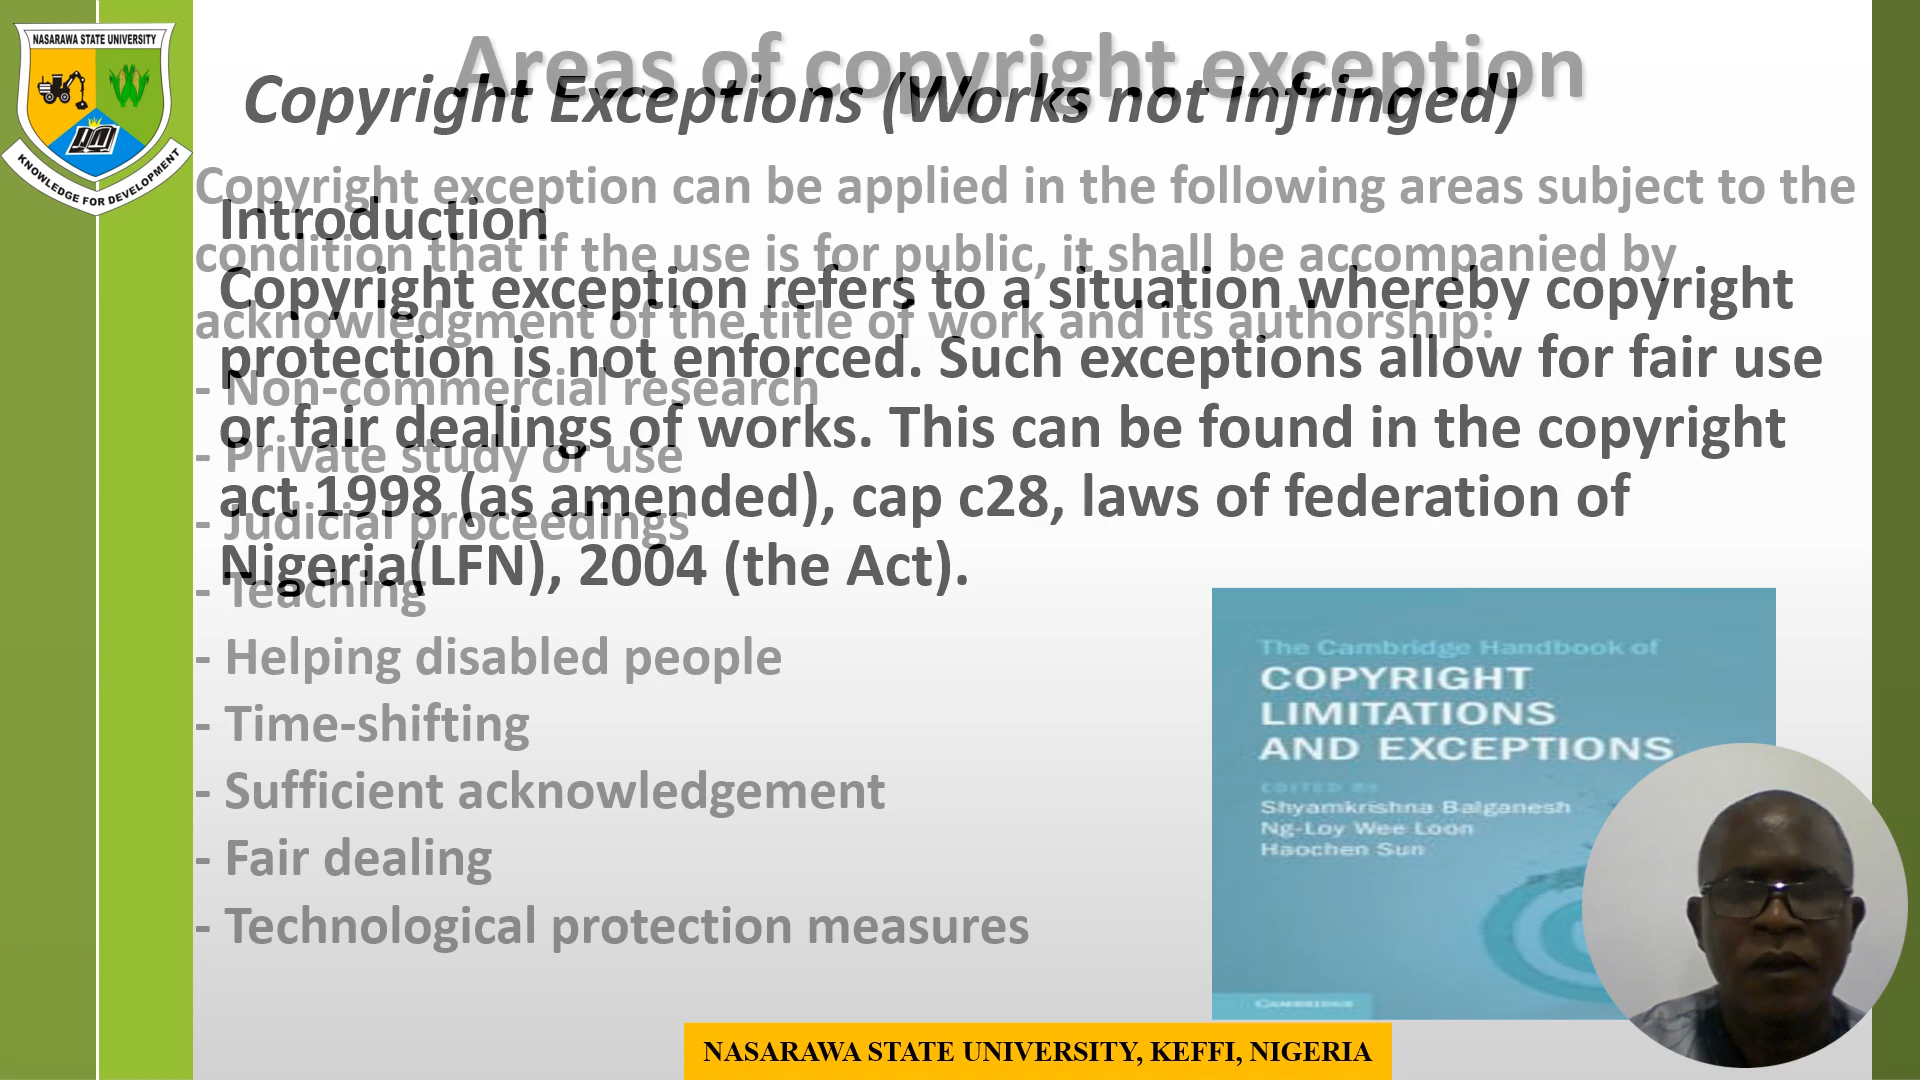 NASARAWA STATE UNIVERSITY
KNOWLEDGE FOR DEVELOPMENT
Areas of copyright exception
Copyright exception can be applied in the following areas subject to the
condition that if the use is for public, it shall be accompanied by
acknowledgment of the title of work and its authorship:
- Non-commercial research
- Private study or use
- Judicial proceedings
- Teaching
- Helping disabled people
- Time-shifting
- Sufficient acknowledgement
- Fair dealing
- Technological protection measures
Copyright Exceptions (Works not Infringed)
Introduction
Copyright exception refers to a situation whereby copyright
protection is not enforced. Such exceptions allow for fair use
or fair dealings of works. This can be found in the copyright
act 1998 (as amended), cap c28, laws of federation of
Nigeria(LFN), 2004 (the Act).
The Cambridge Handbook of
COPYRIGHT
LIMITATIONS
AND EXCEPTIONS
EDITED BY
Shyamkrishna Balganesh
Ng-Loy Wee Loon
Haochen Sun
CAMBRIDGE
NASARAWA STATE UNIVERSITY, KEFFI, NIGERIA